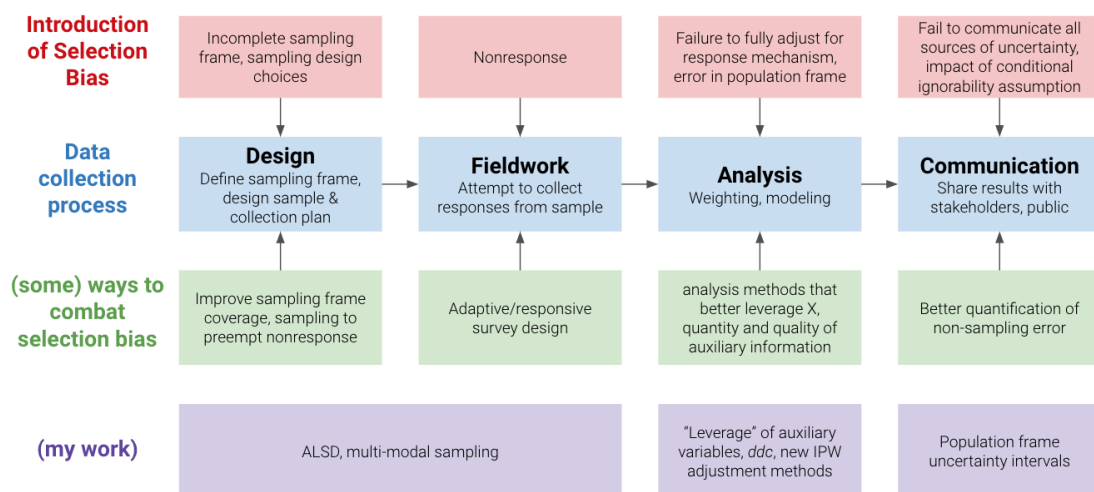 Introduction
of Selection
Bias
Incomplete sampling
frame, sampling design
choices
Nonresponse
Failure to fully adjust for
response mechanism,
error in population frame
Fail to communicate all
sources of uncertainty,
impact of conditional
ignorability assumption
Data
collection
process
Design
Define sampling frame,
design sample &
collection plan
Fieldwork
Attempt to collect
responses from sample
Analysis
Weighting, modeling
Communication
Share results with
stakeholders, public
(some) ways to
combat
selection bias
Improve sampling frame
coverage, sampling to
preempt nonresponse
Adaptive/responsive
survey design
analysis methods that
better leverage X,
quantity and quality of
auxiliary information
Better quantification of
non-sampling error
(my work)
ALSD, multi-modal sampling
“Leverage” of auxiliary
variables, ddc, new IPW
adjustment methods
Population frame
uncertainty intervals